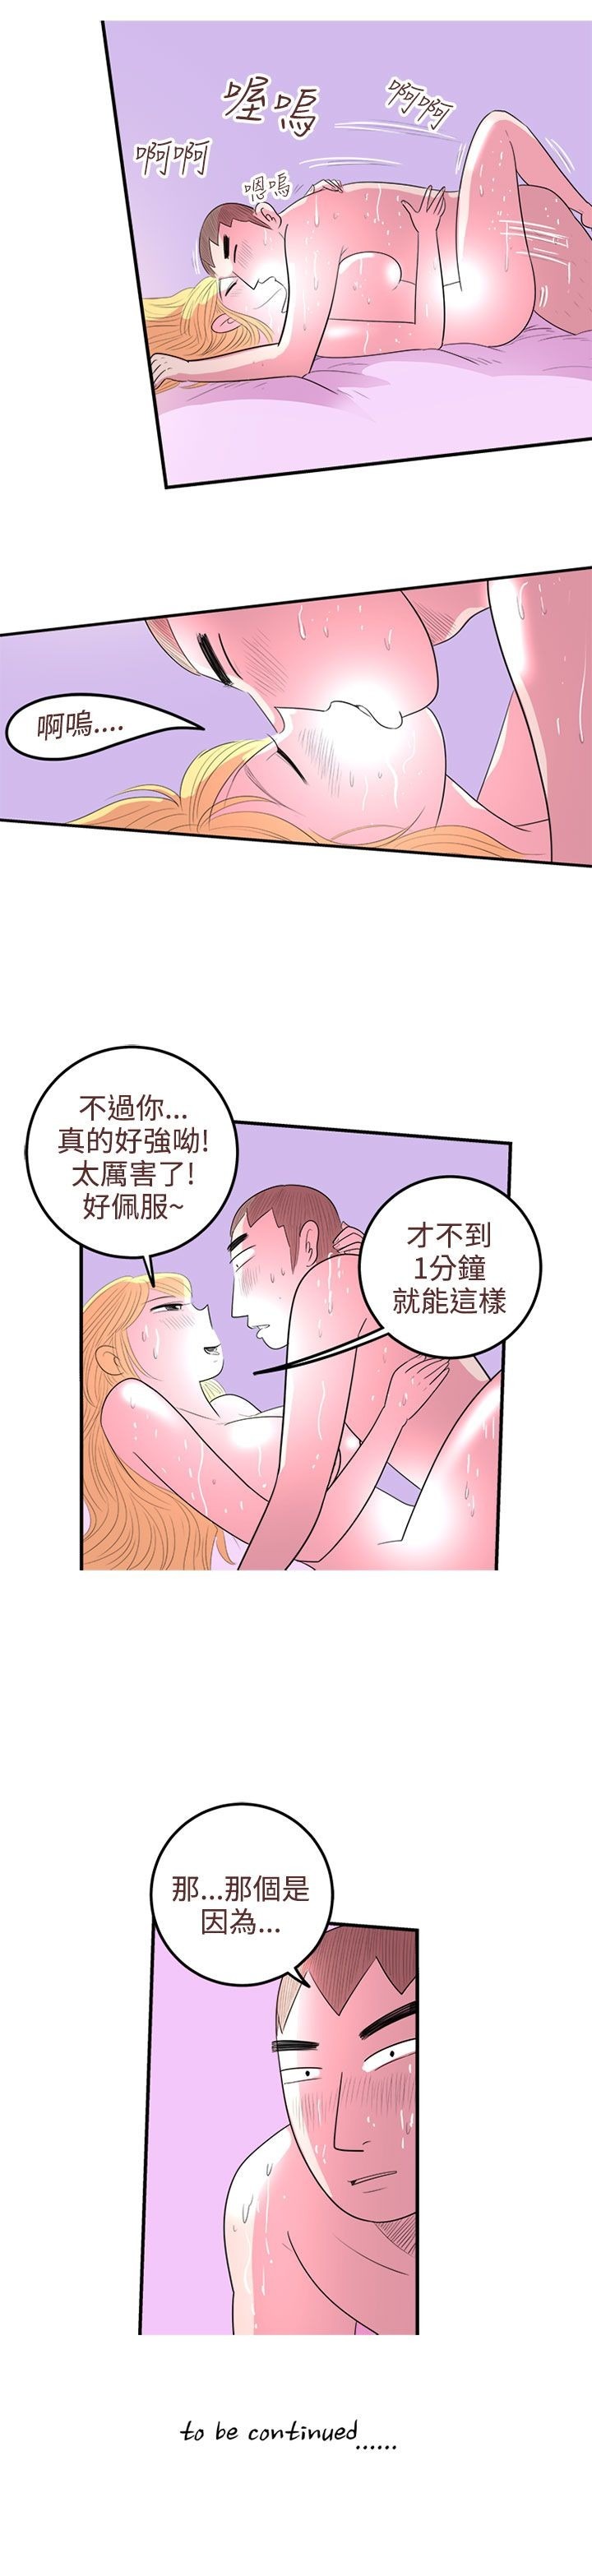 喔嗚
啊啊
啊啊
嗯嗚
啊嗚....
不過你...
真的好強呦!
太厲害了!
好佩服~
才不到
1分鐘
就能這樣
那...那個是
因為...
to be continued......